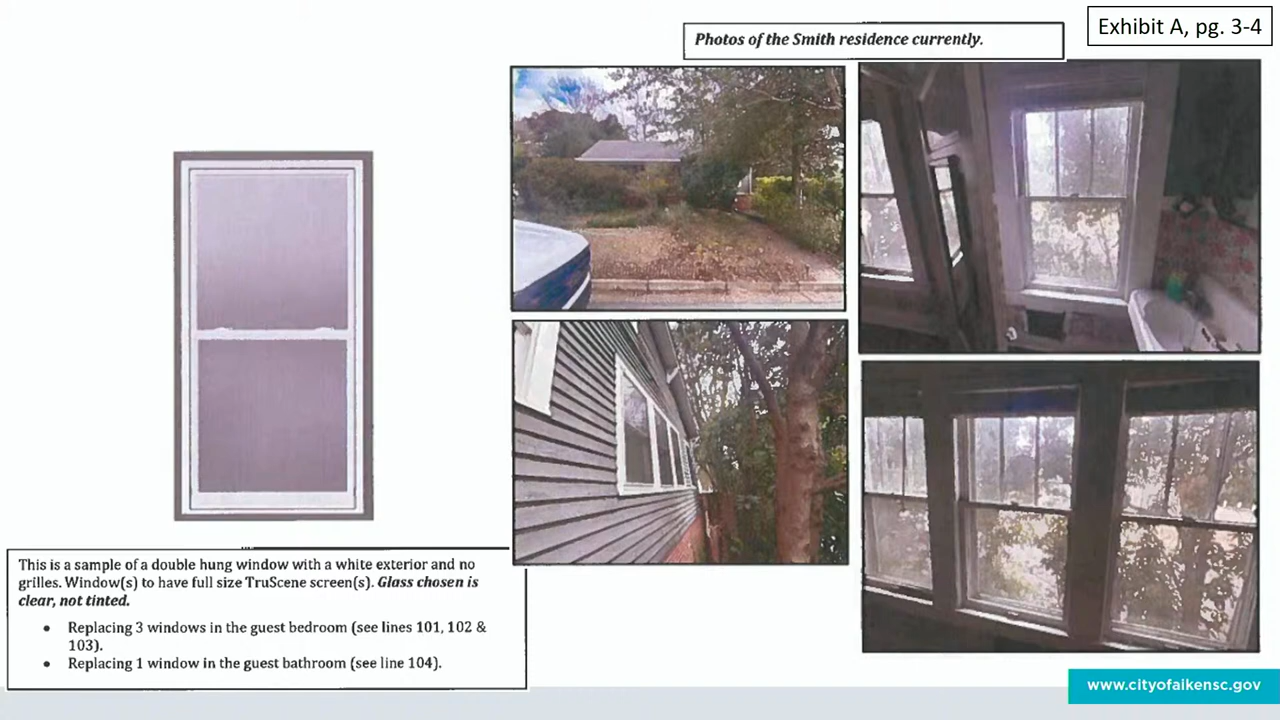 Exhibit A, pg. 3-4
Photos of the Smith residence currently.
This is a sample of a double hung window with a white exterior and no
grilles. Window(s) to have full size TruScene screen(s). Glass chosen is
clear, not tinted.
• Replacing 3 windows in the guest bedroom (see lines 101, 102 &
103).
• Replacing 1 window in the guest bathroom (see line 104).
www.cityofaikensc.gov